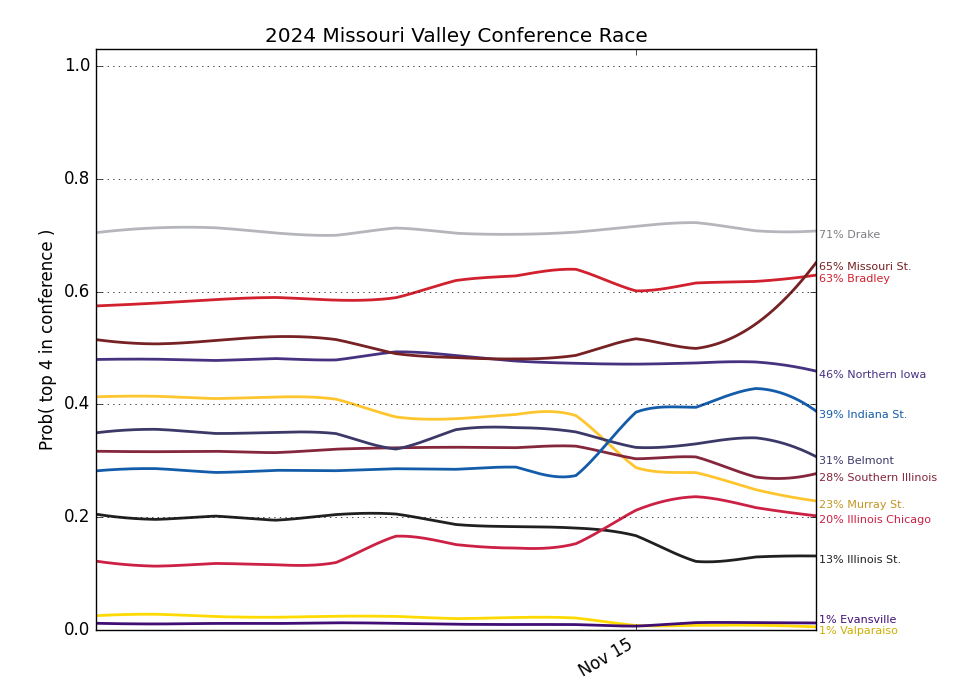 2024 Missouri Valley Conference Race
Prob( top 4 in conference )
1.0
0.8
0.6
0.4
0.2
0.0
Nov 15
71% Drake
65% Missouri St.
63% Bradley
46% Northern Iowa
39% Indiana St.
31% Belmont
28% Southern Illinois
23% Murray St.
20% Illinois Chicago
13% Illinois St.
1% Evansville
1% Valparaiso